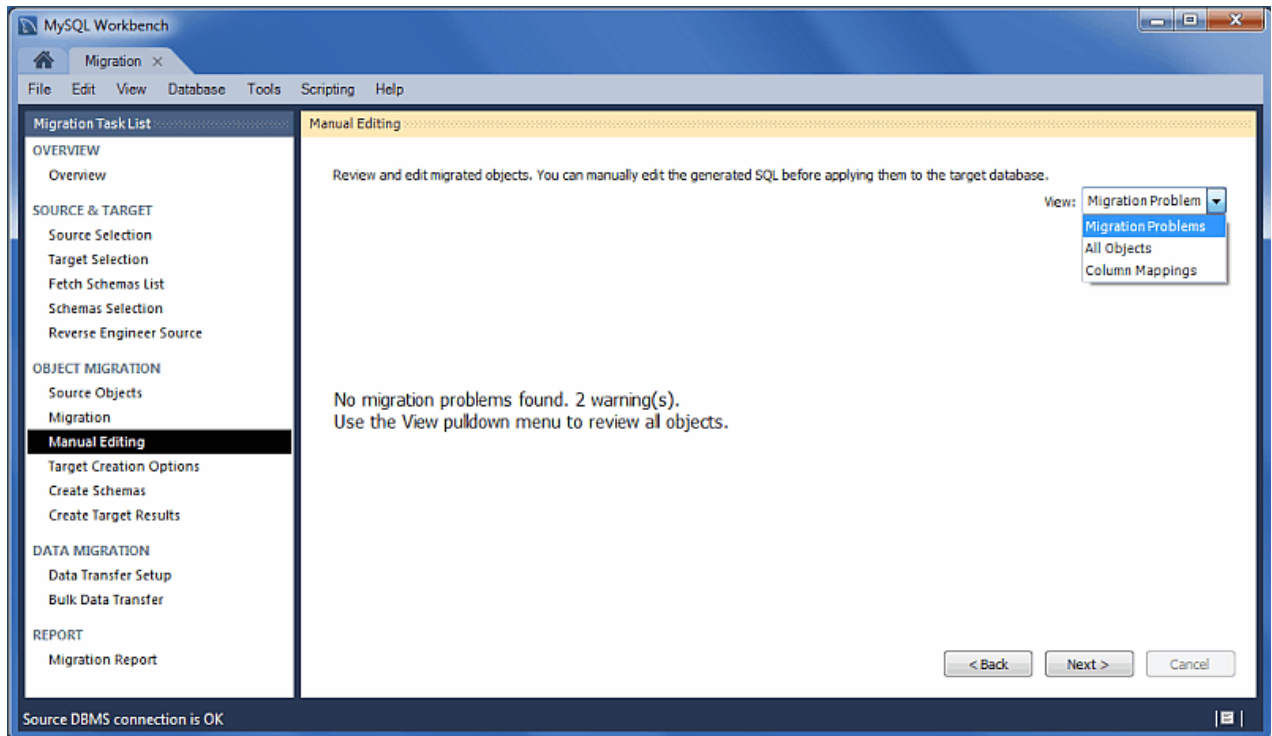 MySQL Workbench
Migration
File Edit View Database Tools Scripting Help
Migration Task List
OVERVIEW
Overview
SOURCE & TARGET
Source Selection
Target Selection
Fetch Schemas List
Schemas Selection
Reverse Engineer Source
OBJECT MIGRATION
Source Objects
Migration
Manual Editing
Target Creation Options
Create Schemas
Create Target Results
DATA MIGRATION
Data Transfer Setup
Bulk Data Transfer
REPORT
Migration Report
Manual Editing
Review and edit migrated objects. You can manually edit the generated SQL before applying them to the target database.
View: Migration Problem
Migration Problems
All Objects
Column Mappings
No migration problems found. 2 warning(s).
Use the View pulldown menu to review all objects.
< Back Next > Cancel
Source DBMS connection is OK